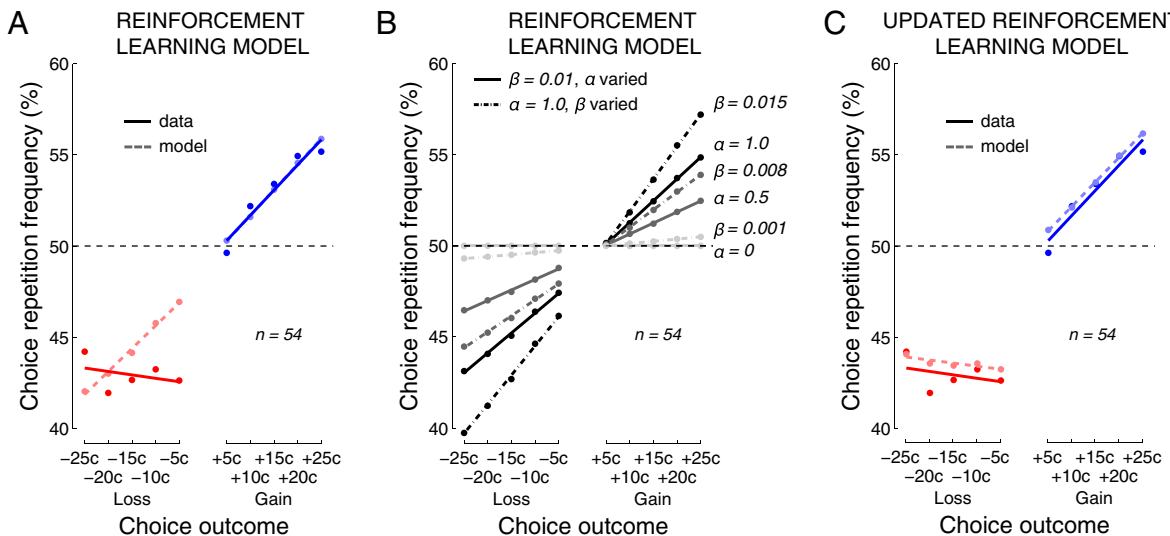 A
REINFORCEMENT
LEARNING MODEL
Choice repetition frequency (%)
60
55
50
45
40
data
model
n = 54
−25c
−20c
−15c
−10c
−5c
+5c
+10c
+15c
+20c
+25c
Loss
Gain
Choice outcome
B
REINFORCEMENT
LEARNING MODEL
Choice repetition frequency (%)
60
55
50
45
40
β = 0.01, α varied
α = 1.0, β varied
β = 0.015
α = 1.0
β = 0.008
α = 0.5
β = 0.001
α = 0
n = 54
−25c
−20c
−15c
−10c
−5c
+5c
+10c
+15c
+20c
+25c
Loss
Gain
Choice outcome
C
UPDATED REINFORCEMENT
LEARNING MODEL
Choice repetition frequency (%)
60
55
50
45
40
data
model
n = 54
−25c
−20c
−15c
−10c
−5c
+5c
+10c
+15c
+20c
+25c
Loss
Gain
Choice outcome